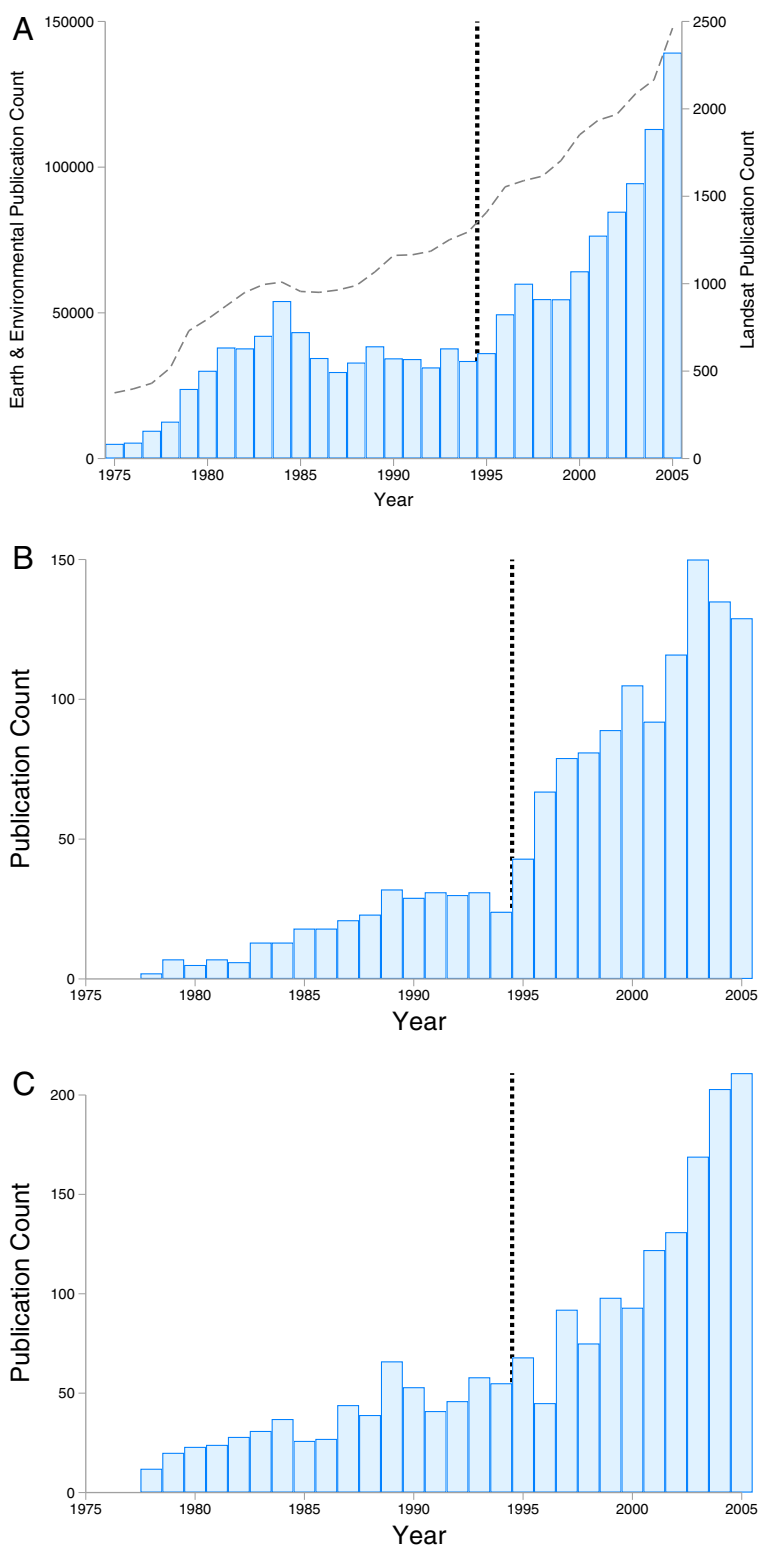 A
150000
100000
50000
0
Earth & Environmental Publication Count
2500
2000
1500
1000
500
0
Landsat Publication Count
1975 1980 1985 1990 1995 2000 2005
Year
B
150
100
50
0
Publication Count
1975 1980 1985 1990 1995 2000 2005
Year
C
200
150
100
50
0
Publication Count
1975 1980 1985 1990 1995 2000 2005
Year